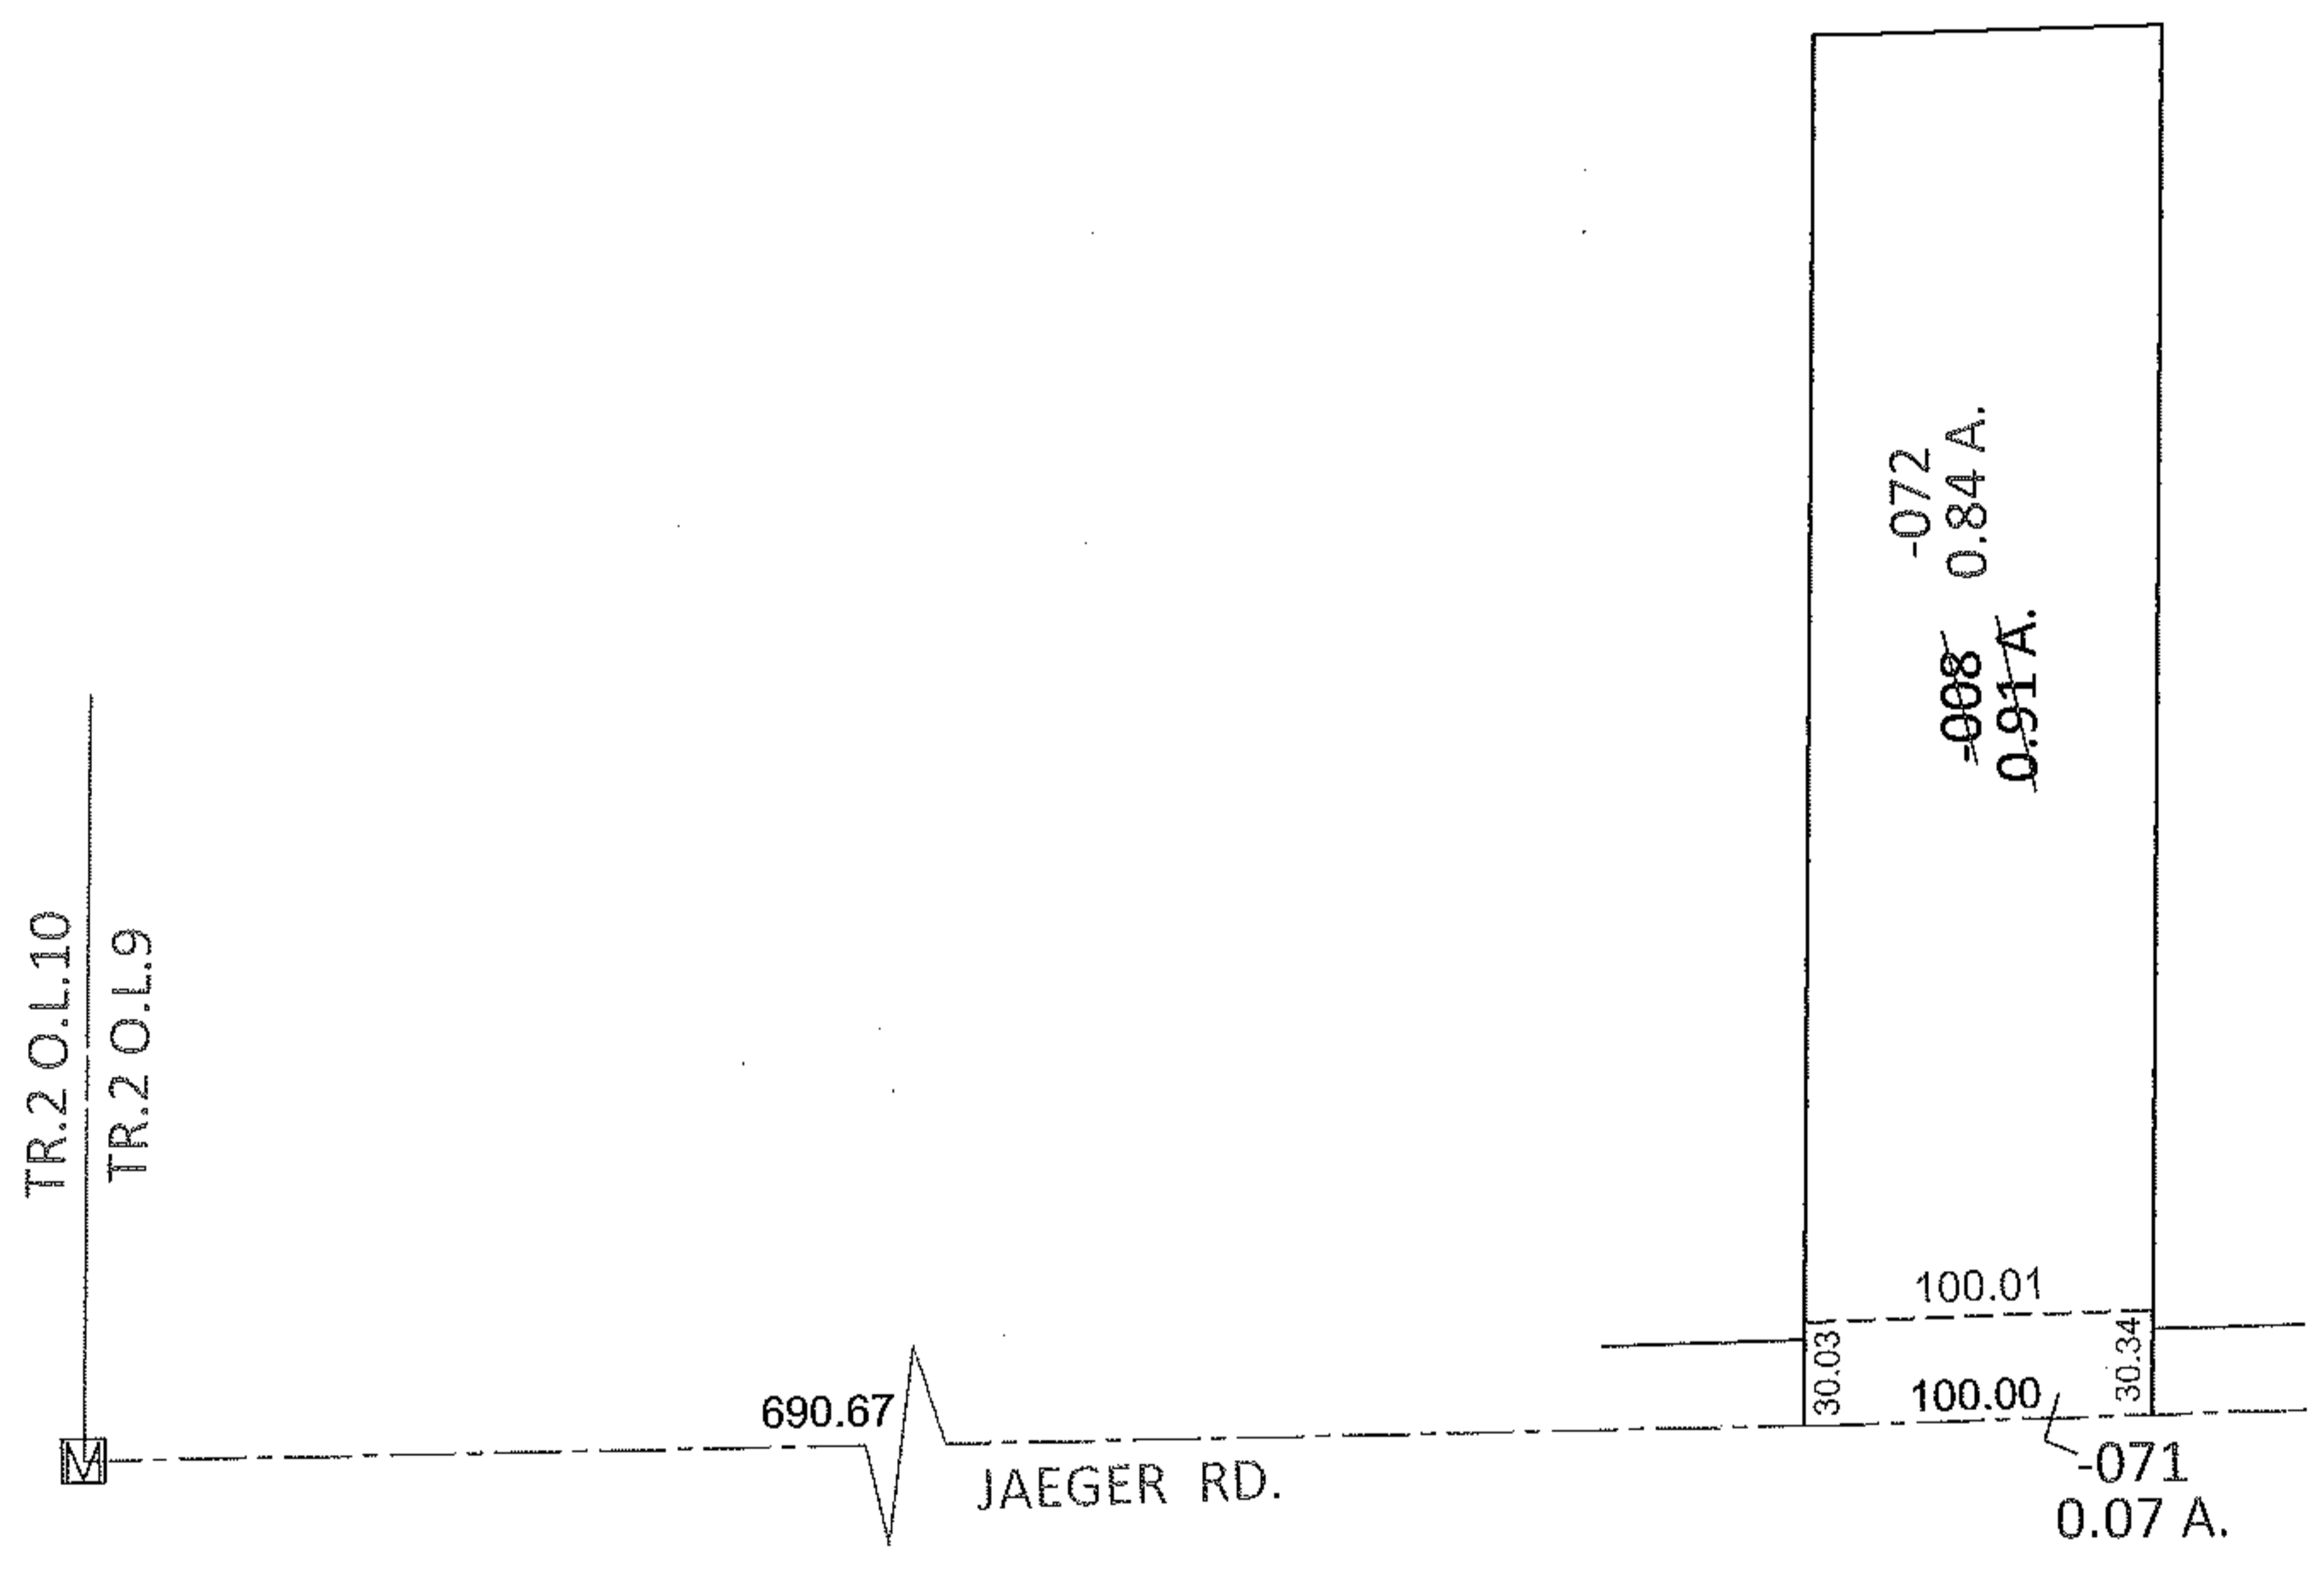 TR.2 O.L.10
TR.2 O.L.9
-072
0.84 A.
-008
0.91 A.
100.01
30.03
30.34
100.00
690.67
JAEGER RD.
-071
0.07 A.
M